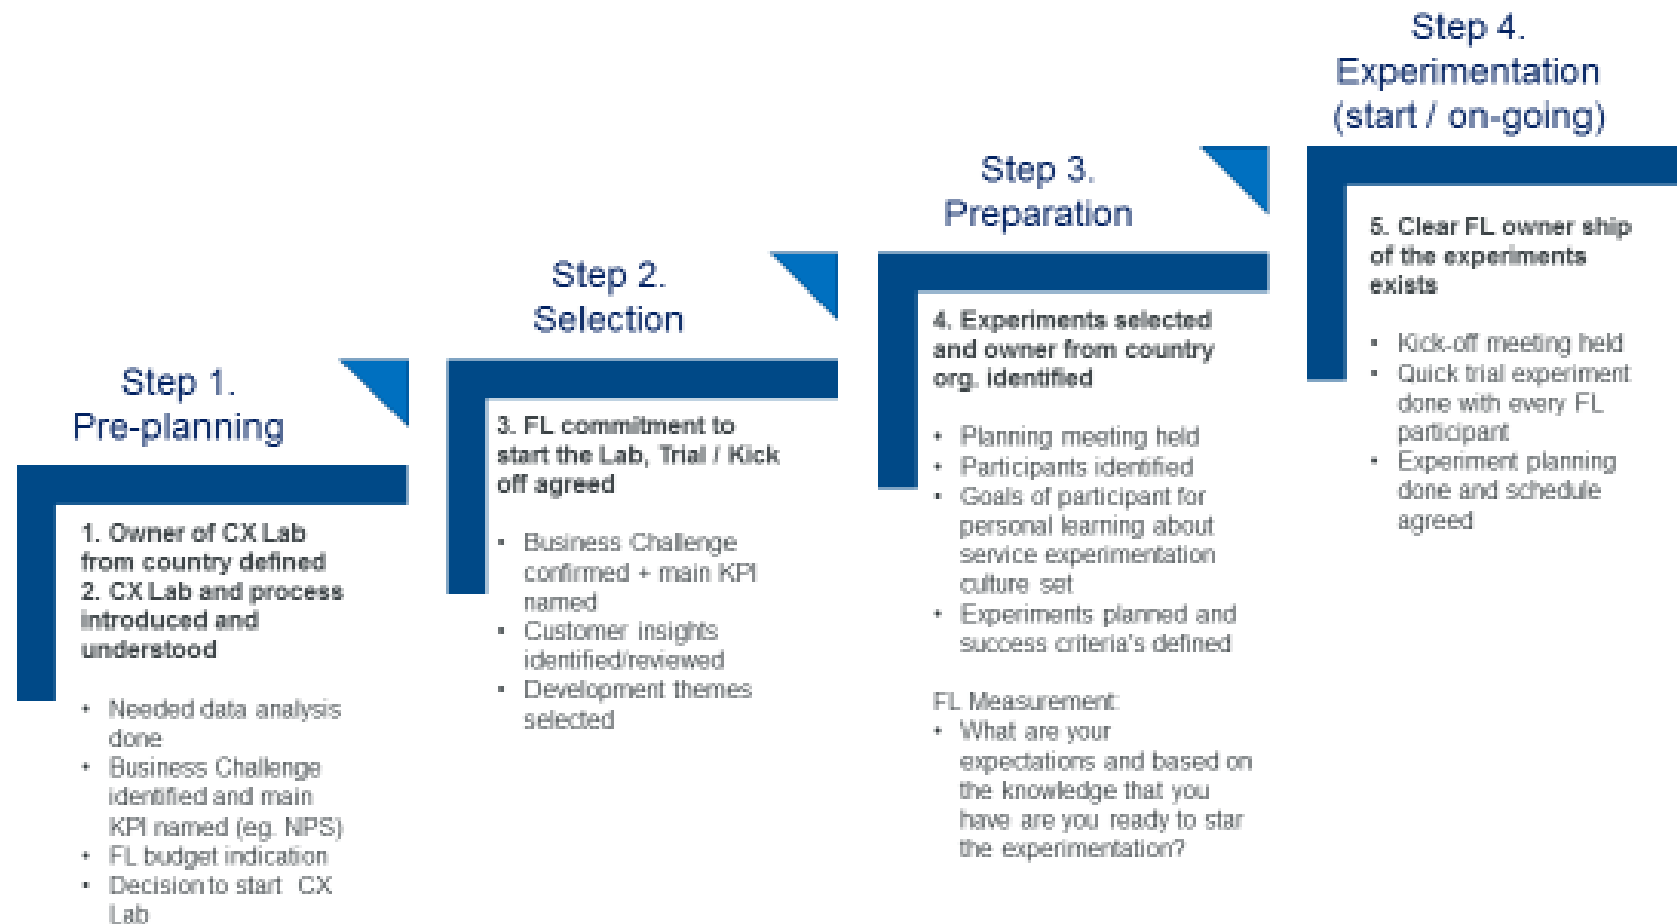 Step 1.
Pre-planning
1. Owner of CX Lab
from country defined
2. CX Lab and process
introduced and
understood
• Needed data analysis
done
• Business Challenge
identified and main
KPI named (eg. NPS)
• FL budget indication
• Decision to start CX
Lab
Step 2.
Selection
3. FL commitment to
start the Lab, Trial / Kick
off agreed
• Business Challenge
confirmed + main KPI
named
• Customer insights
identified/reviewed
• Development themes
selected
Step 3.
Preparation
4. Experiments selected
and owner from country
org. identified
• Planning meeting held
• Participants identified
• Goals of participant for
personal learning about
service experimentation
culture set
• Experiments planned and
success criteria's defined
FL Measurement:
• What are your
expectations and based on
the knowledge that you
have are you ready to star
the experimentation?
Step 4.
Experimentation
(start / on-going)
5. Clear FL owner ship
of the experiments
exists
• Kick-off meeting held
• Quick trial experiment
done with every FL
participant
• Experiment planning
done and schedule
agreed